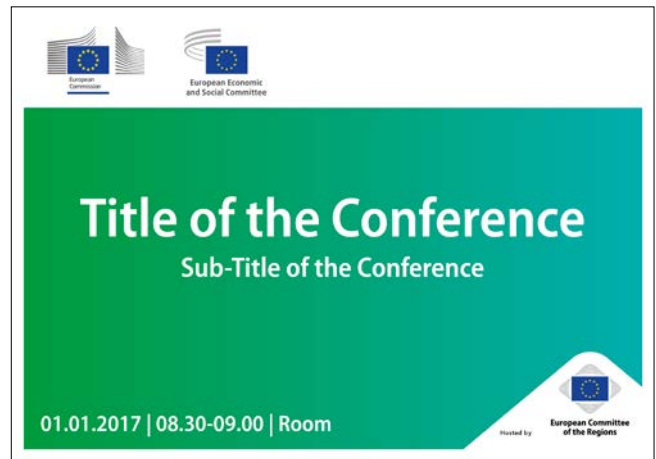 European
Commission
European Economic
and Social Committee
Title of the Conference
Sub-Title of the Conference
01.01.2017 | 08.30-09.00 | Room
Hosted by
European Committee
of the Regions